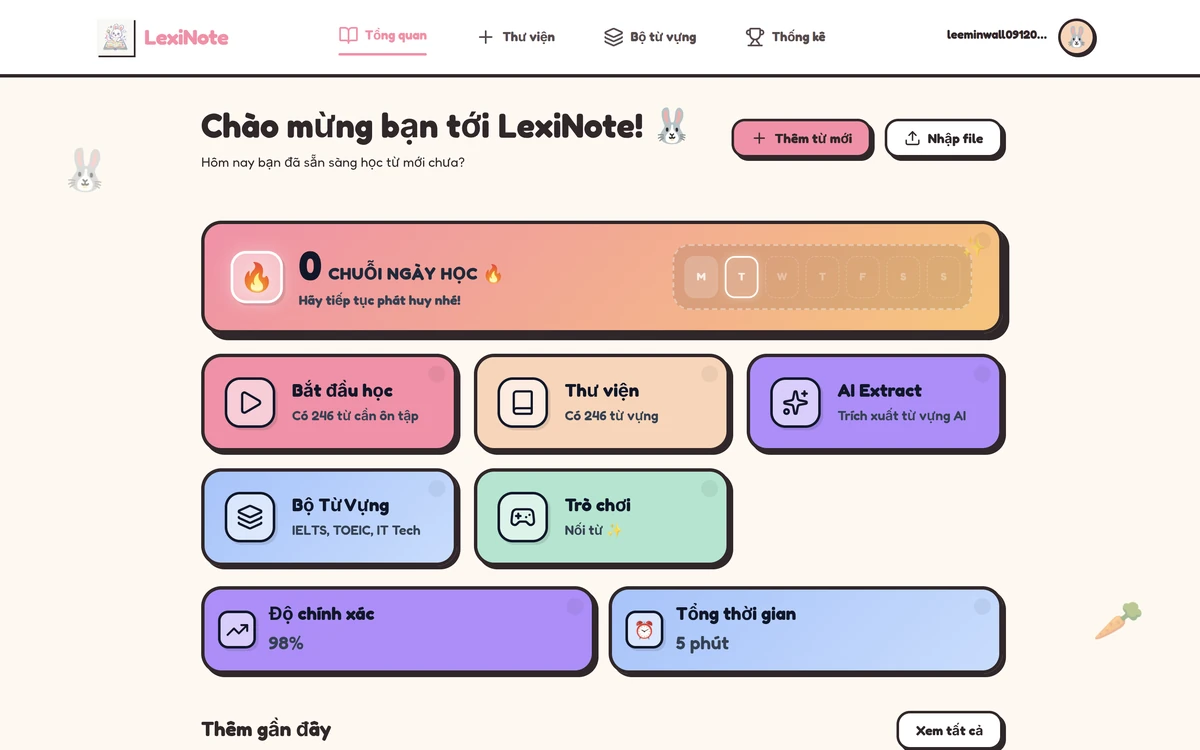 LexiNote
Tổng quan
Thư viện
Bộ từ vựng
Thống kê
leeminwall09120...
Chào mừng bạn tới LexiNote! 🐰
Hôm nay bạn đã sẵn sàng học từ mới chưa?
Thêm từ mới
Nhập file
0 CHUỖI NGÀY HỌC 🔥
Hãy tiếp tục phát huy nhé!
M T W T F S S
Bắt đầu học
Có 246 từ cần ôn tập
Thư viện
Có 246 từ vựng
AI Extract
Trích xuất từ vựng AI
Bộ Từ Vựng
IELTS, TOEIC, IT Tech
Trò chơi
Nối từ ✨
Độ chính xác
98%
Tổng thời gian
5 phút
Thêm gần đây
Xem tất cả